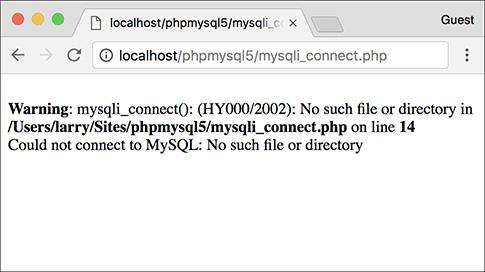 localhost/phpmysql5/mysqli_c
Guest
localhost/phpmysql5/mysqli_connect.php
Warning: mysqli_connect(): (HY000/2002): No such file or directory in
/Users/larry/Sites/phpmysql5/mysqli_connect.php on line 14
Could not connect to MySQL: No such file or directory